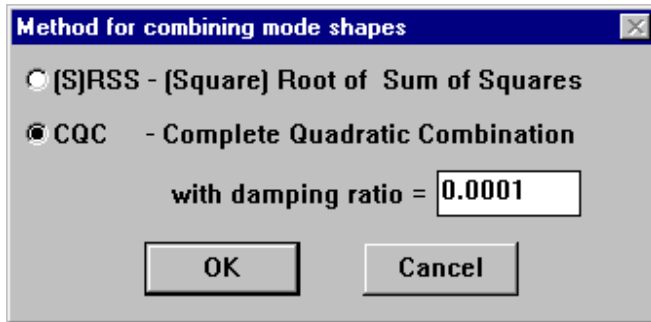 Method for combining mode shapes
(S)RSS - (Square) Root of Sum of Squares
CQC - Complete Quadratic Combination
with damping ratio = 0.0001
OK Cancel